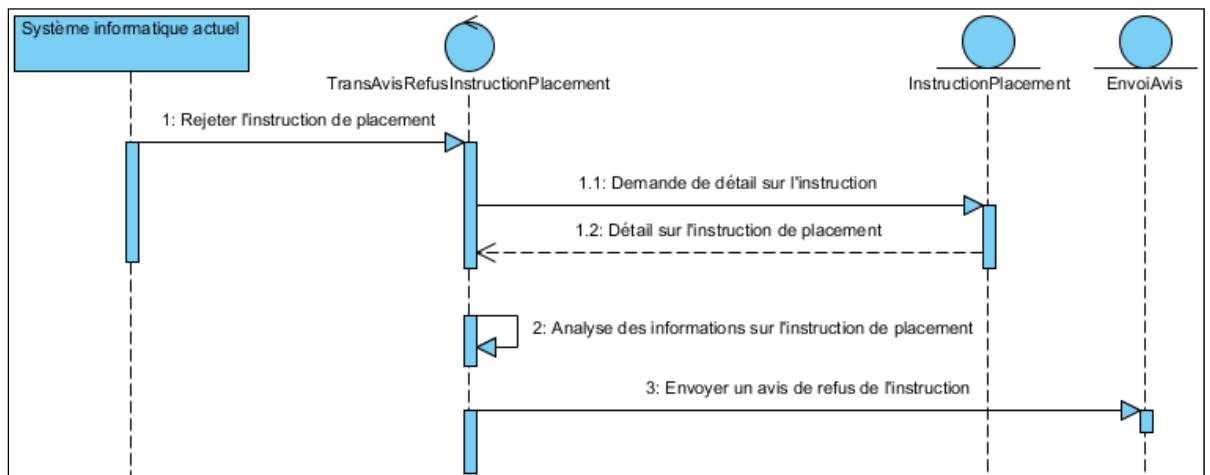 Système informatique actuel
TransAvisRefusInstructionPlacement
InstructionPlacement
EnvoiAvis
1: Rejeter l'instruction de placement
1.1: Demande de détail sur l'instruction
1.2: Détail sur l'instruction de placement
2: Analyse des informations sur l'instruction de placement
3: Envoyer un avis de refus de l'instruction